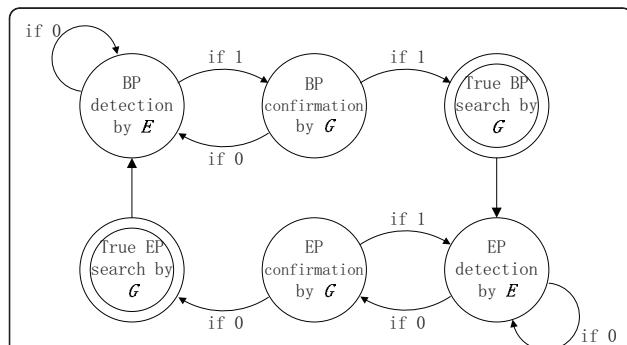 if 0
BP
detection
by E
if 1
if 0
BP
confirmation
by G
if 1
True BP
search by
G
True EP
search by
G
if 0
EP
confirmation
by G
if 1
if 0
EP
detection
by E
if 0